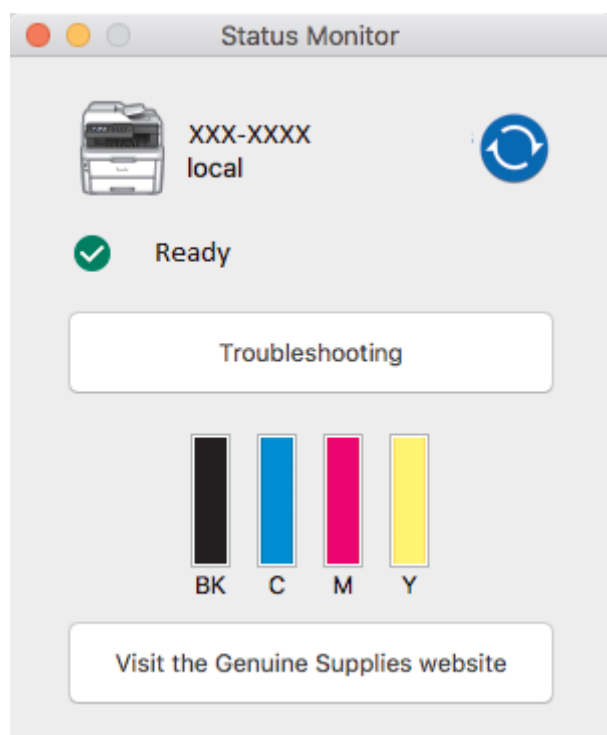 Status Monitor
XXX-XXXX
local
Ready
Troubleshooting
BK C M Y
Visit the Genuine Supplies website